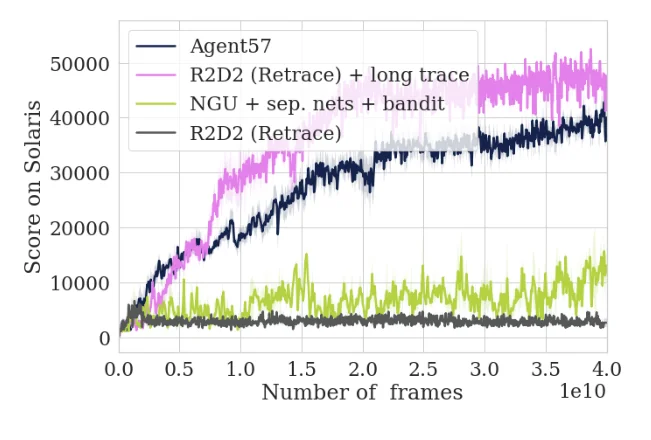 Agent57
R2D2 (Retrace) + long trace
NGU + sep. nets + bandit
R2D2 (Retrace)
Score on Solaris
50000
40000
30000
20000
10000
0
0.0 0.5 1.0 1.5 2.0 2.5 3.0 3.5 4.0
Number of frames
1e10